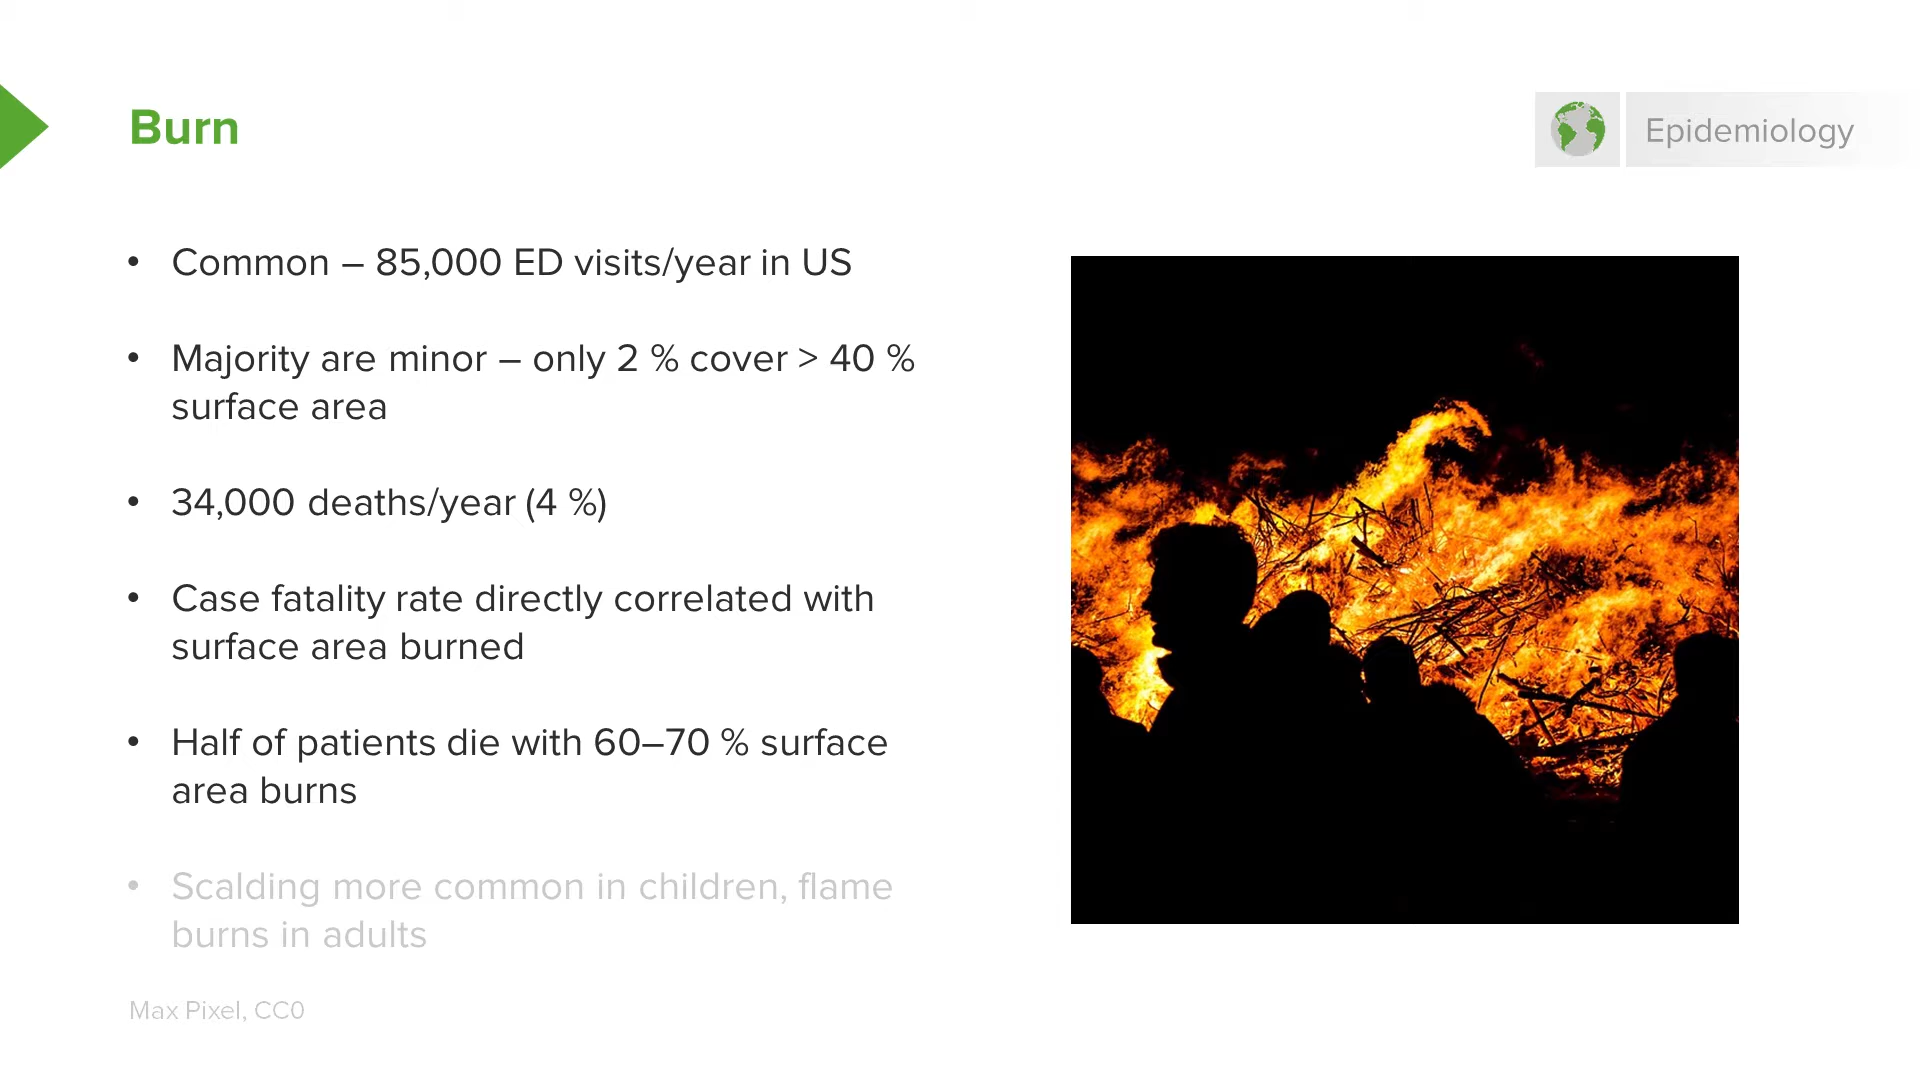 Burn
Epidemiology
• Common – 85,000 ED visits/year in US
• Majority are minor – only 2 % cover > 40 %
surface area
• 34,000 deaths/year (4 %)
• Case fatality rate directly correlated with
surface area burned
• Half of patients die with 60–70 % surface
area burns
• Scalding more common in children, flame
burns in adults
Max Pixel, CC0